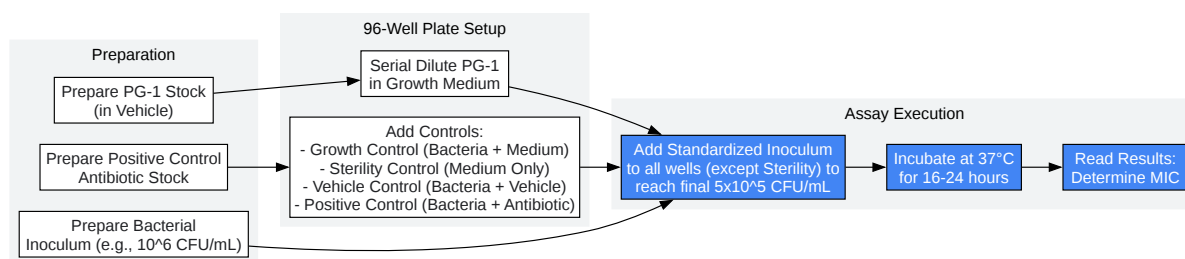 Preparation
Prepare PG-1 Stock
(in Vehicle)
Prepare Positive Control
Antibiotic Stock
Prepare Bacterial
Inoculum (e.g., 10^6 CFU/mL)
96-Well Plate Setup
Serial Dilute PG-1
in Growth Medium
Add Controls:
- Growth Control (Bacteria + Medium)
- Sterility Control (Medium Only)
- Vehicle Control (Bacteria + Vehicle)
- Positive Control (Bacteria + Antibiotic)
Assay Execution
Add Standardized Inoculum
to all wells (except Sterility) to
reach final 5x10^5 CFU/mL
Incubate at 37°C
for 16-24 hours
Read Results:
Determine MIC